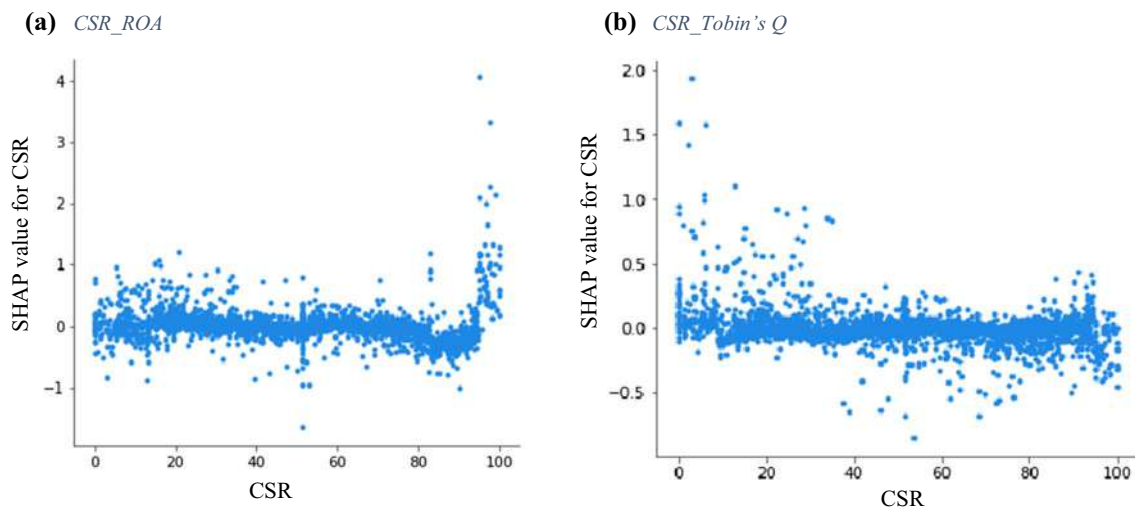 (a) CSR_ROA
4
3
2
1
0
−1
SHAP value for CSR
0 20 40 60 80 100
CSR
(b) CSR_Tobin’s Q
2.0
1.5
1.0
0.5
0.0
−0.5
SHAP value for CSR
0 20 40 60 80 100
CSR